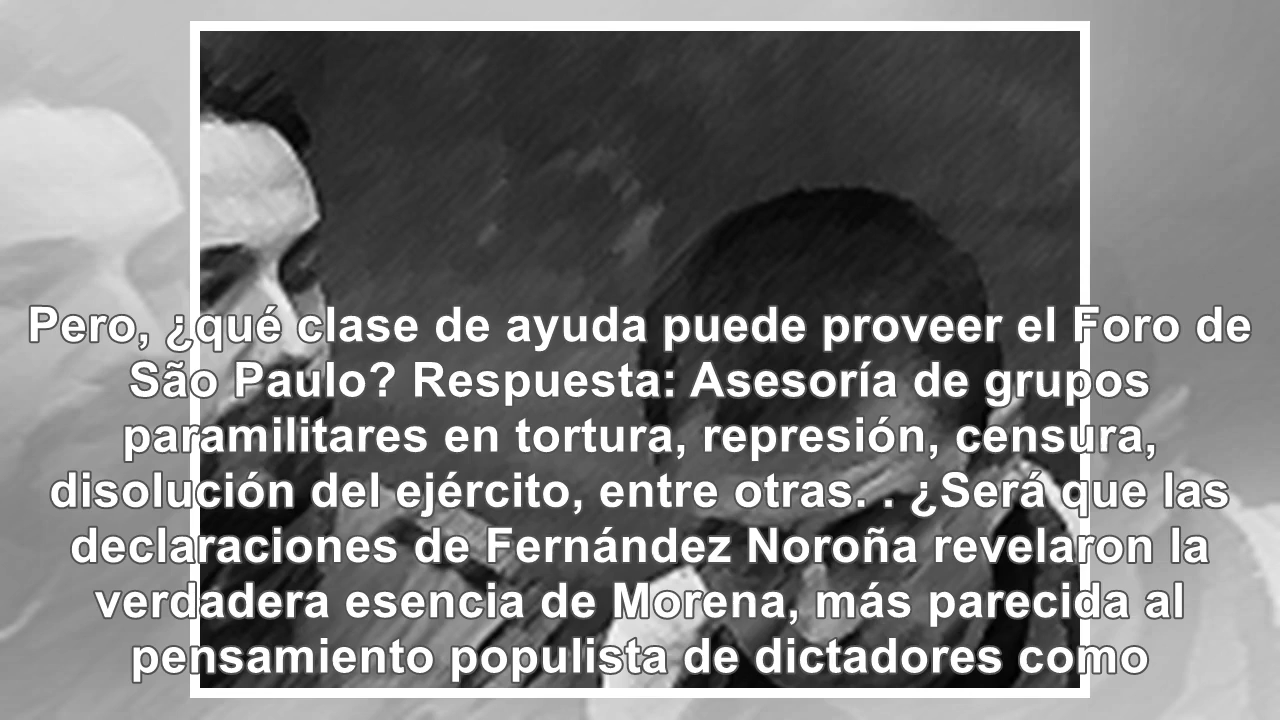 Pero, ¿qué clase de ayuda puede proveer el Foro de
São Paulo? Respuesta: Asesoría de grupos
paramilitares en tortura, represión, censura,
disolución del ejército, entre otras. . ¿Será que las
declaraciones de Fernández Noroña revelaron la
verdadera esencia de Morena, más parecida al
pensamiento populista de dictadores como